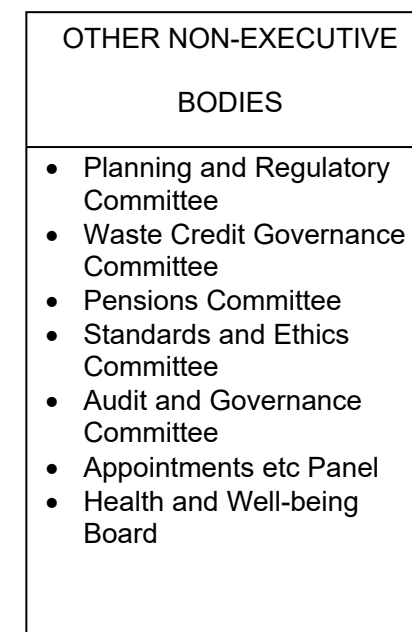 OTHER NON-EXECUTIVE
BODIES
• Planning and Regulatory
Committee
• Waste Credit Governance
Committee
• Pensions Committee
• Standards and Ethics
Committee
• Audit and Governance
Committee
• Appointments etc Panel
• Health and Well-being
Board